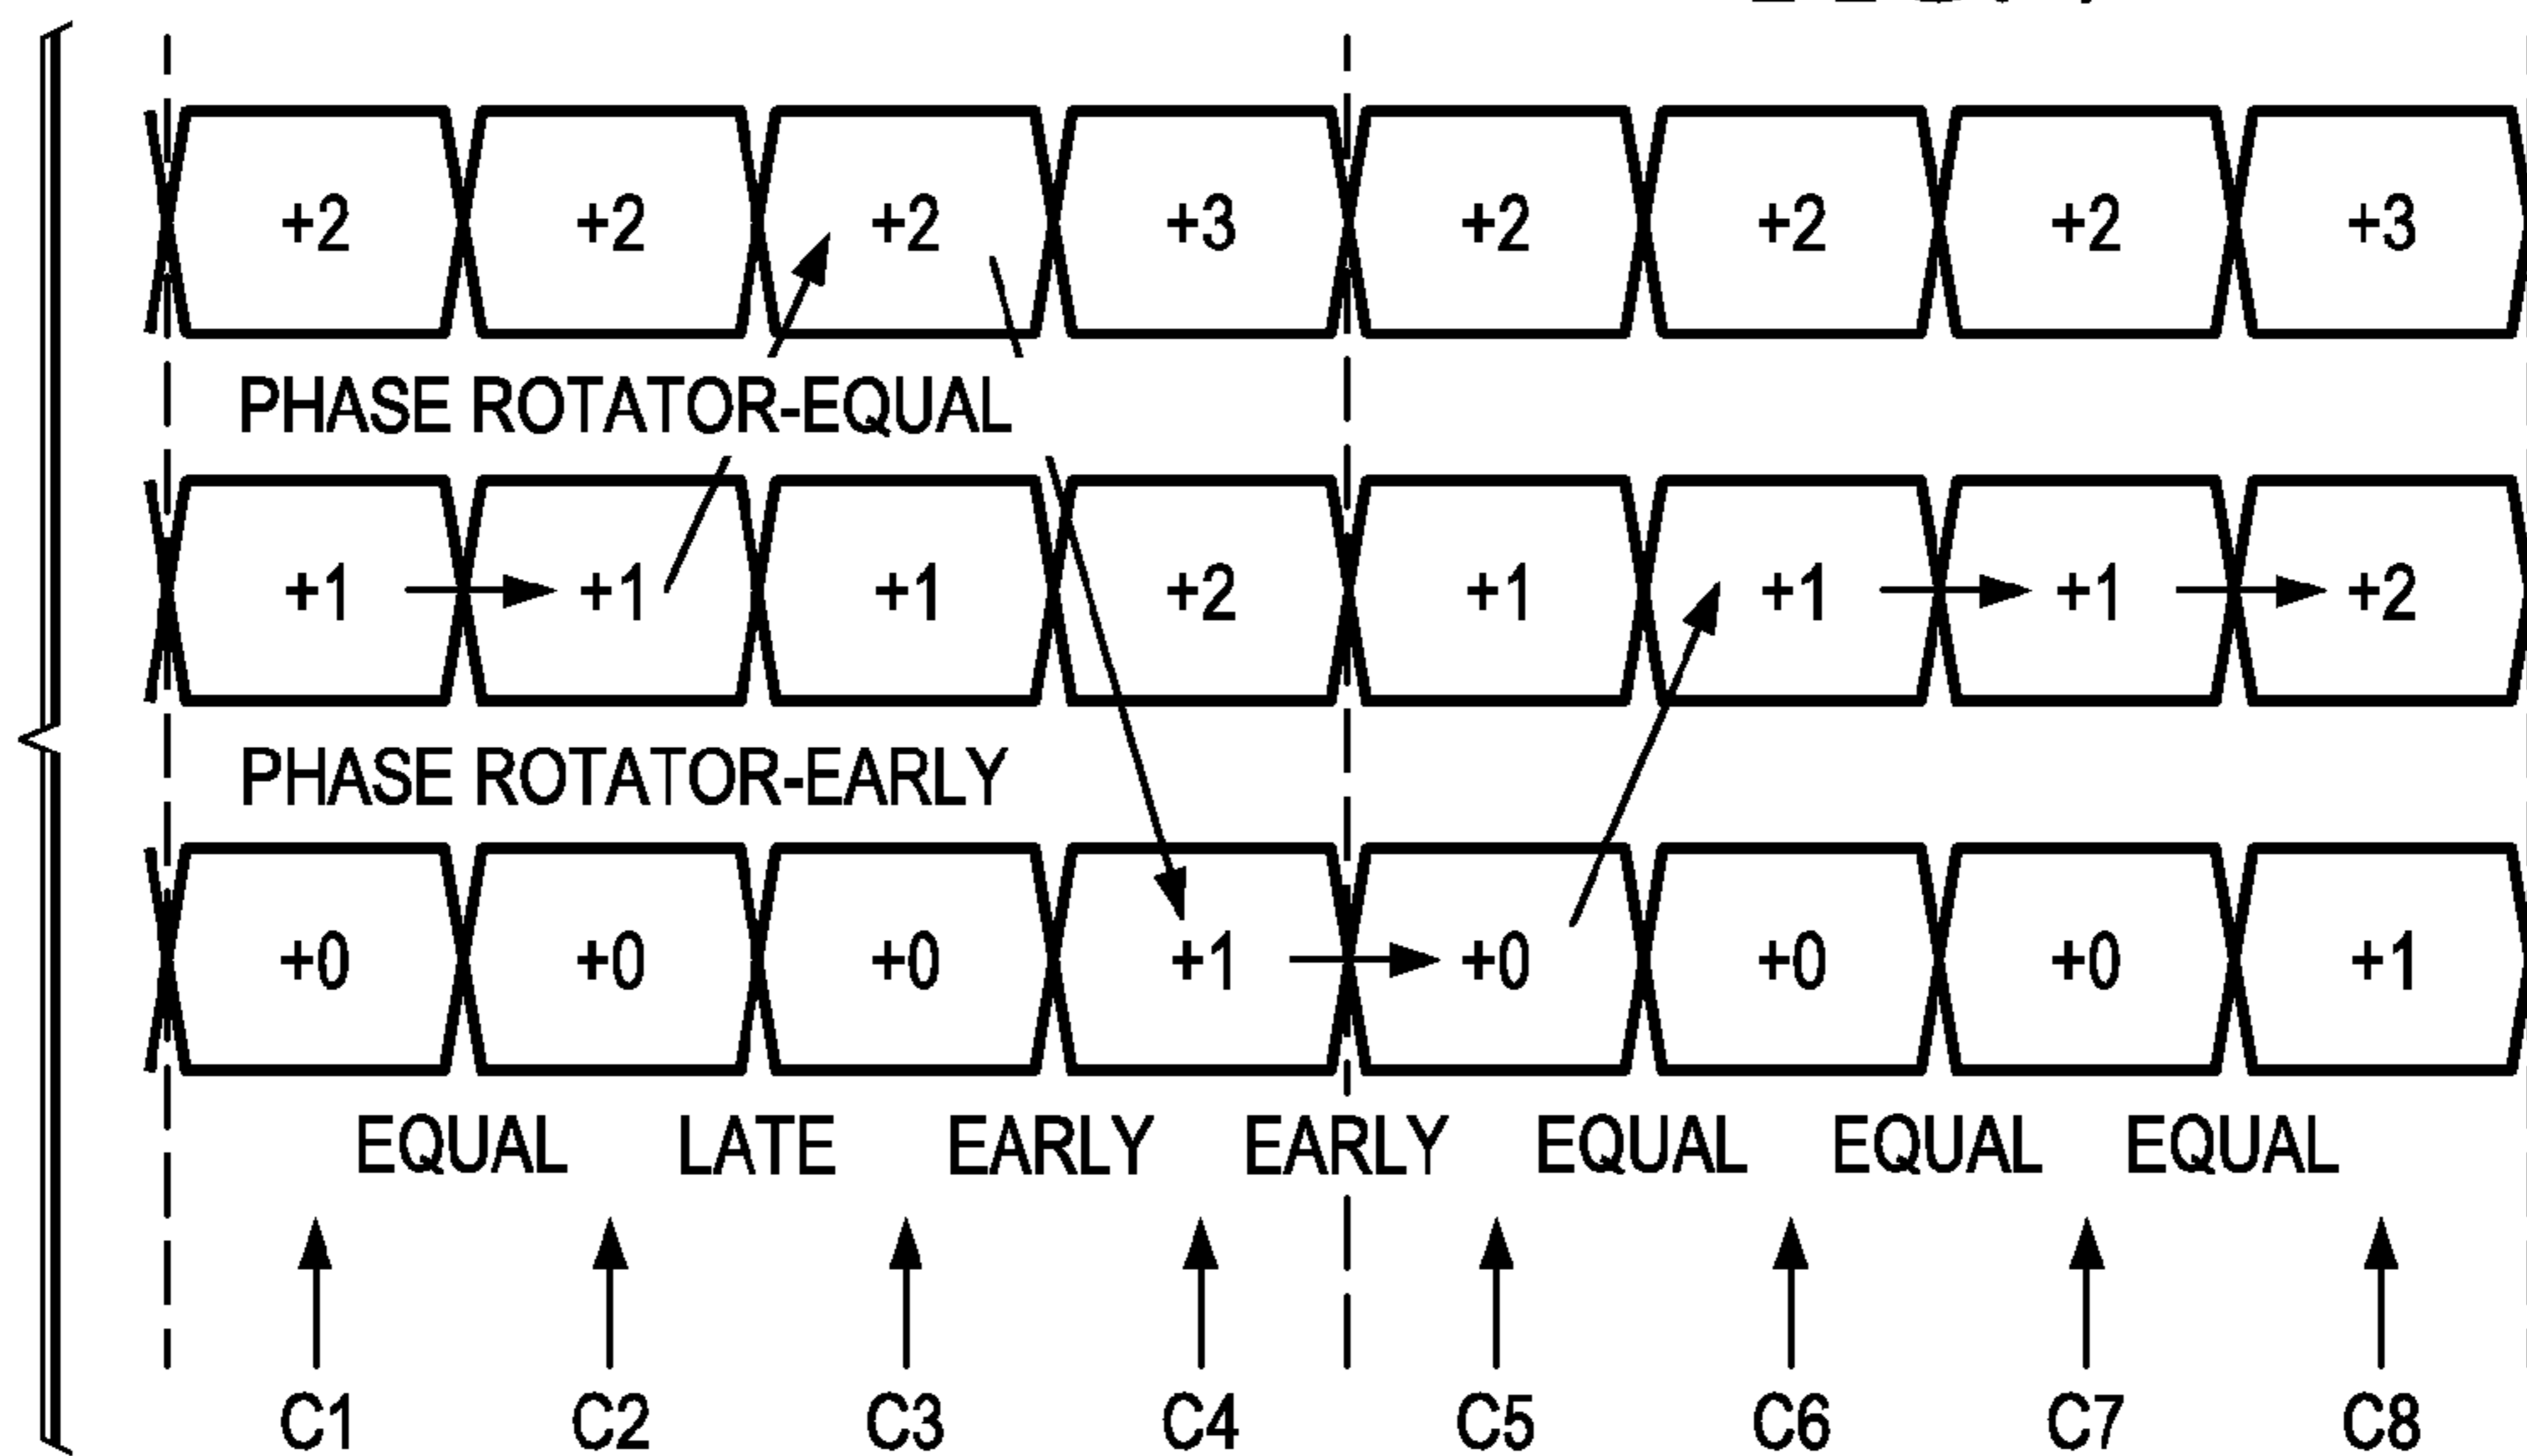 +2 +2 +2 +3 +2 +2 +2 +3
PHASE ROTATOR-EQUAL
+1 +1 +1 +2 +1 +1 +1 +2
PHASE ROTATOR-EARLY
+0 +0 +0 +1 +0 +0 +0 +1
EQUAL LATE EARLY EARLY EQUAL EQUAL EQUAL
C1 C2 C3 C4 C5 C6 C7 C8